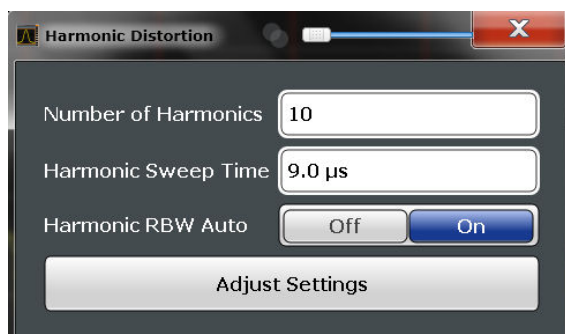 Harmonic Distortion
Number of Harmonics 10
Harmonic Sweep Time 9.0 µs
Harmonic RBW Auto Off On
Adjust Settings